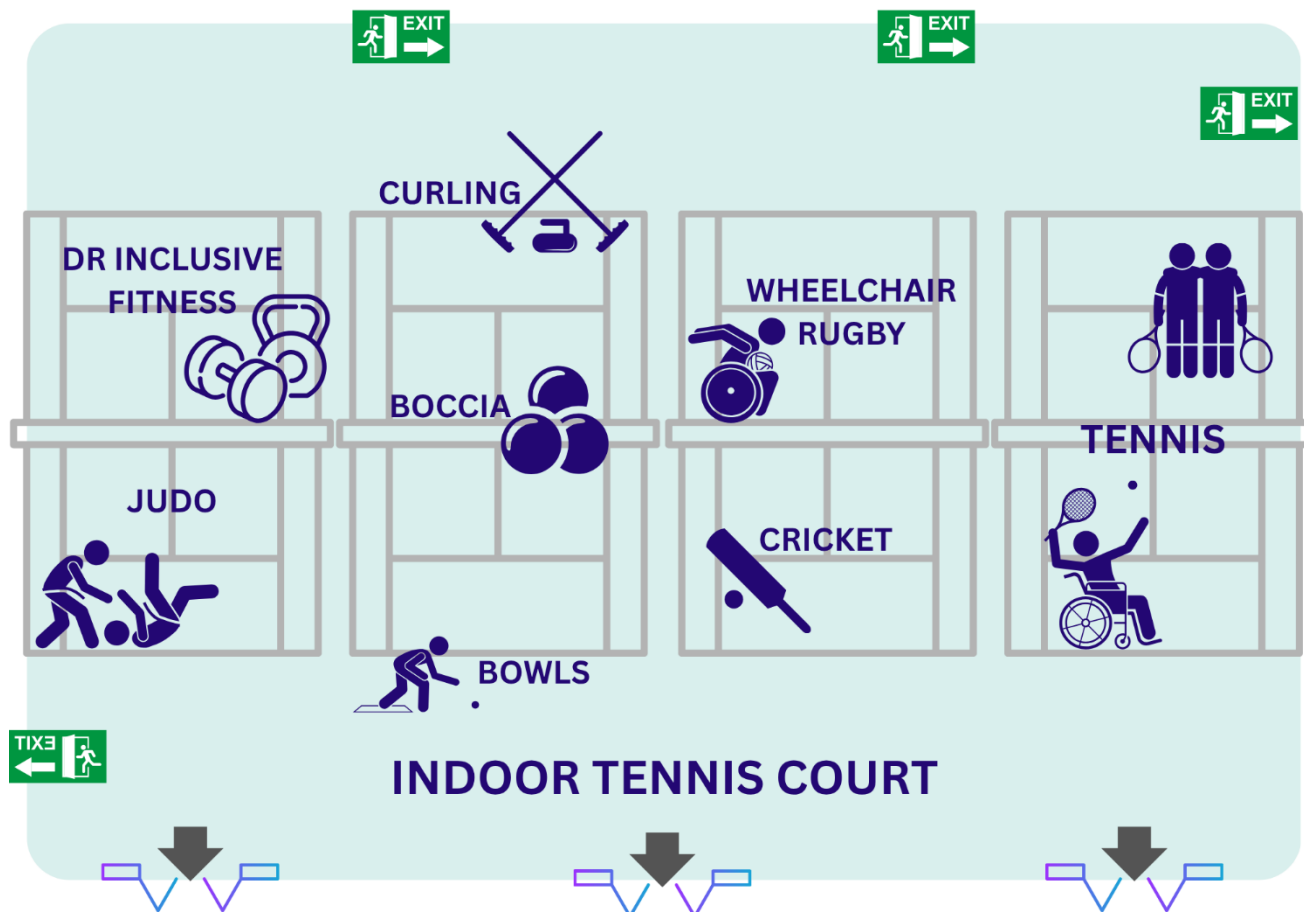 EXIT
EXIT
EXIT
CURLING
DR INCLUSIVE
FITNESS
WHEELCHAIR
RUGBY
BOCCIA
TENNIS
JUDO
CRICKET
BOWLS
EXIT
INDOOR TENNIS COURT